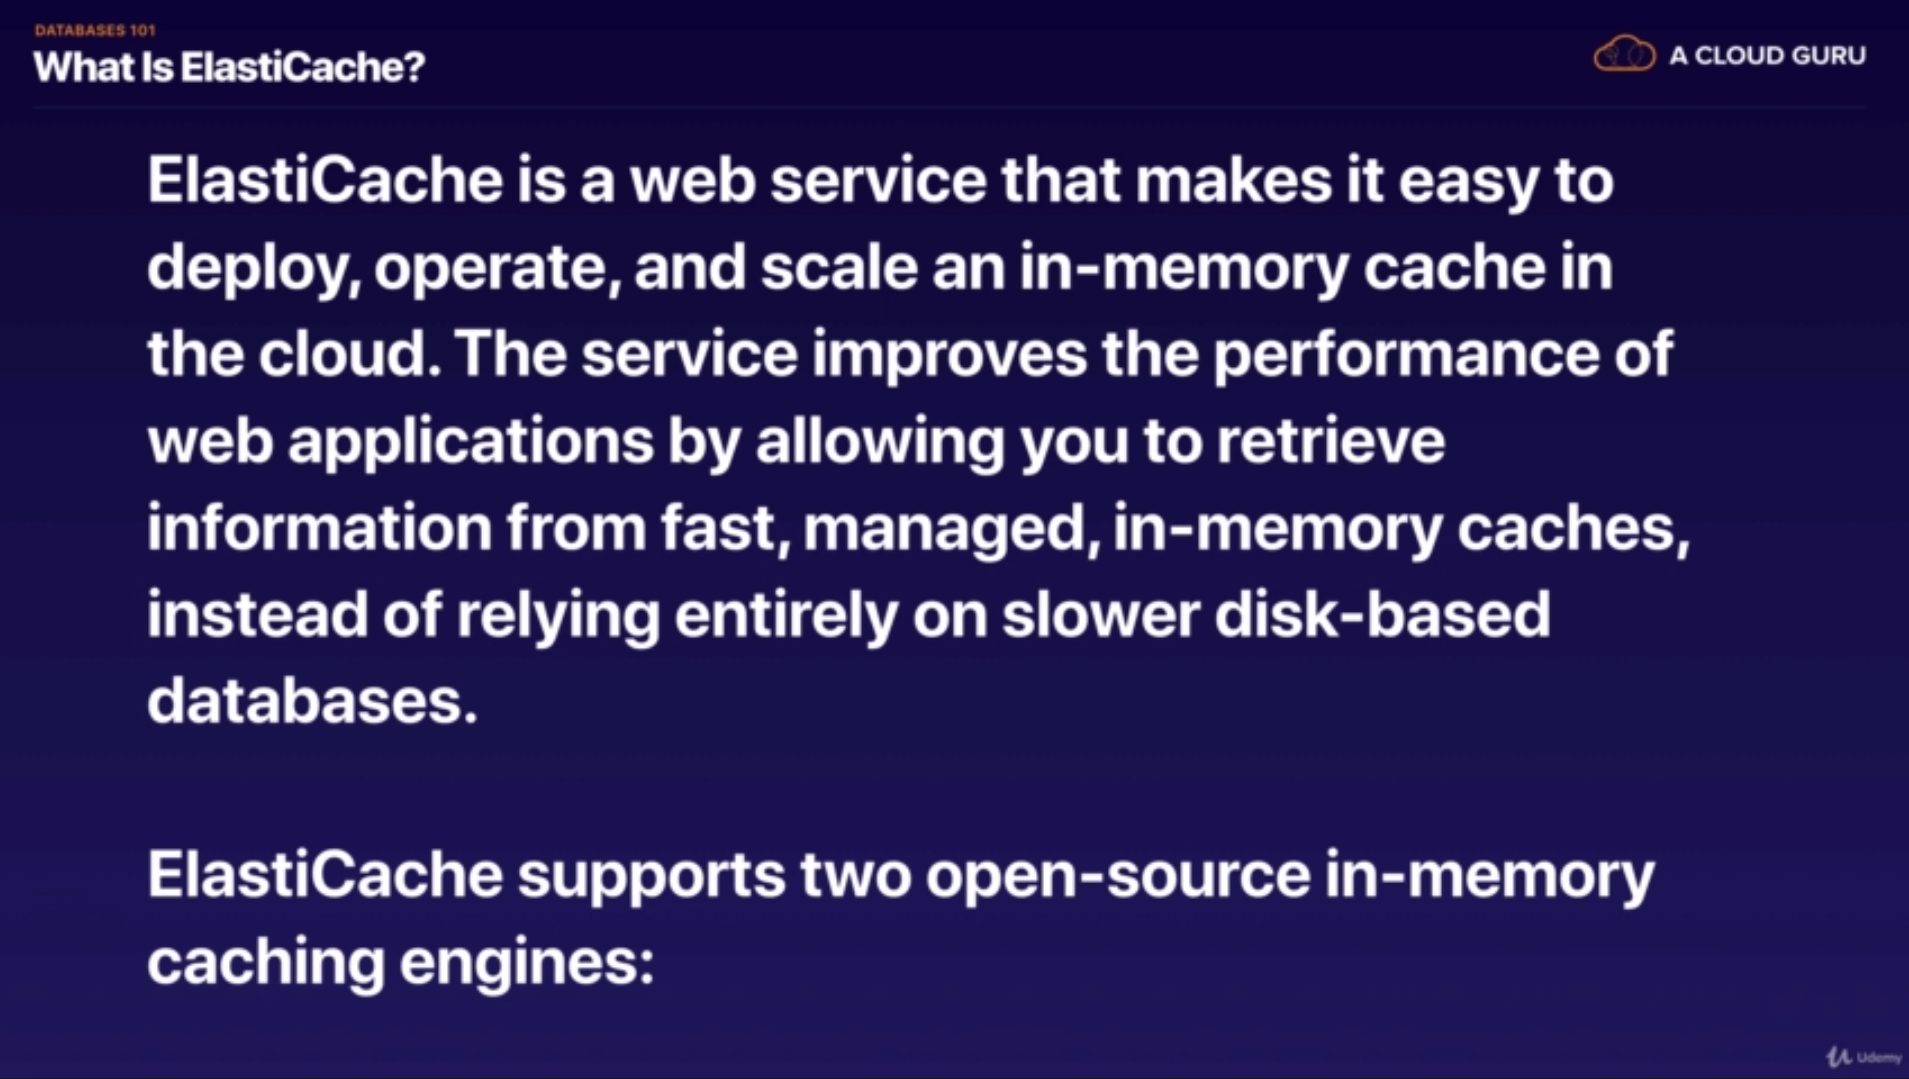 DATABASES 101
What Is ElastiCache?
A CLOUD GURU
ElastiCache is a web service that makes it easy to
deploy, operate, and scale an in-memory cache in
the cloud. The service improves the performance of
web applications by allowing you to retrieve
information from fast, managed, in-memory caches,
instead of relying entirely on slower disk-based
databases.
ElastiCache supports two open-source in-memory
caching engines:
Udemy